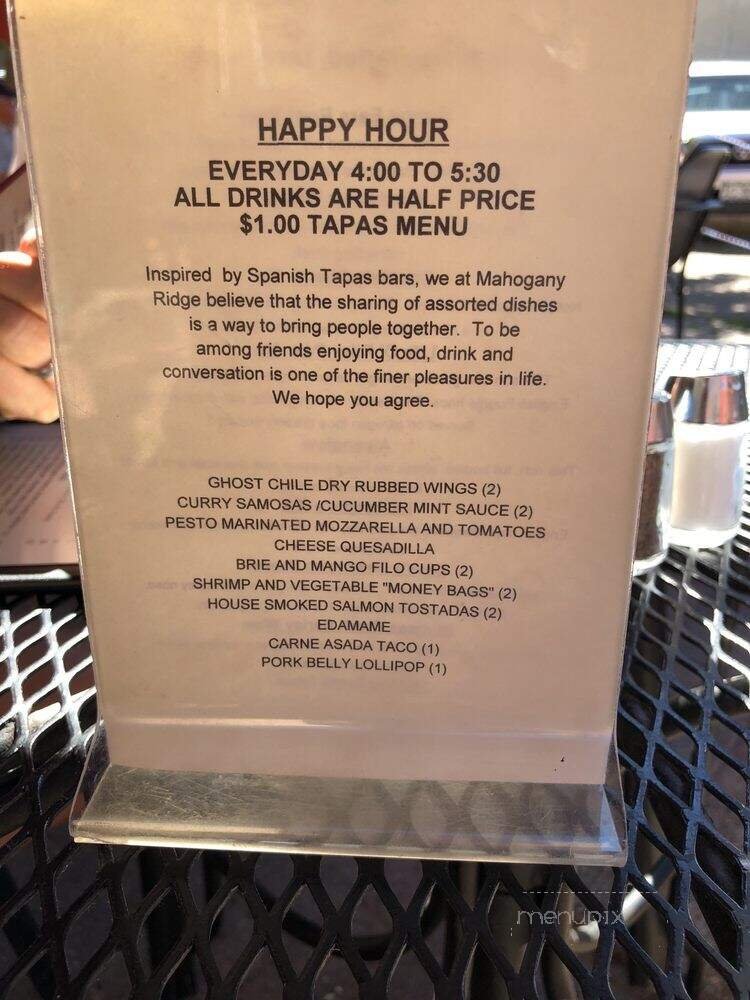 HAPPY HOUR
EVERYDAY 4:00 TO 5:30
ALL DRINKS ARE HALF PRICE
$1.00 TAPAS MENU
Inspired by Spanish Tapas bars, we at Mahogany
Ridge believe that the sharing of assorted dishes
is a way to bring people together. To be
among friends enjoying food, drink and
conversation is one of the finer pleasures in life.
We hope you agree.
GHOST CHILE DRY RUBBED WINGS (2)
CURRY SAMOSAS /CUCUMBER MINT SAUCE (2)
PESTO MARINATED MOZZARELLA AND TOMATOES
CHEESE QUESADILLA
BRIE AND MANGO FILO CUPS (2)
SHRIMP AND VEGETABLE "MONEY BAGS" (2)
HOUSE SMOKED SALMON TOSTADAS (2)
EDAMAME
CARNE ASADA TACO (1)
PORK BELLY LOLLIPOP (1)
menupix